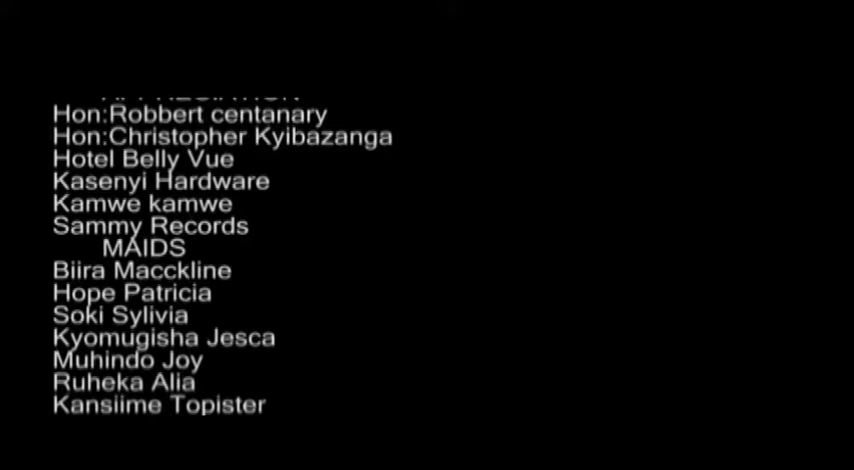 Hon:Robbert centanary
Hon:Christopher Kyibazanga
Hotel Belly Vue
Kasenyi Hardware
Kamwe kamwe
Sammy Records
MAIDS
Biira Macckline
Hope Patricia
Soki Sylivia
Kyomugisha Jesca
Muhindo Joy
Ruheka Alia
Kansiime Topister